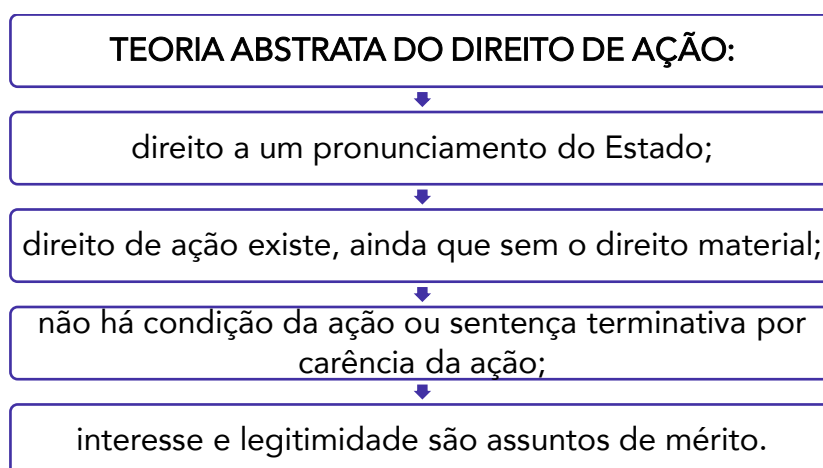 TEORIA ABSTRATA DO DIREITO DE AÇÃO:
direito a um pronunciamento do Estado;
direito de ação existe, ainda que sem o direito material;
não há condição da ação ou sentença terminativa por
carência da ação;
interesse e legitimidade são assuntos de mérito.